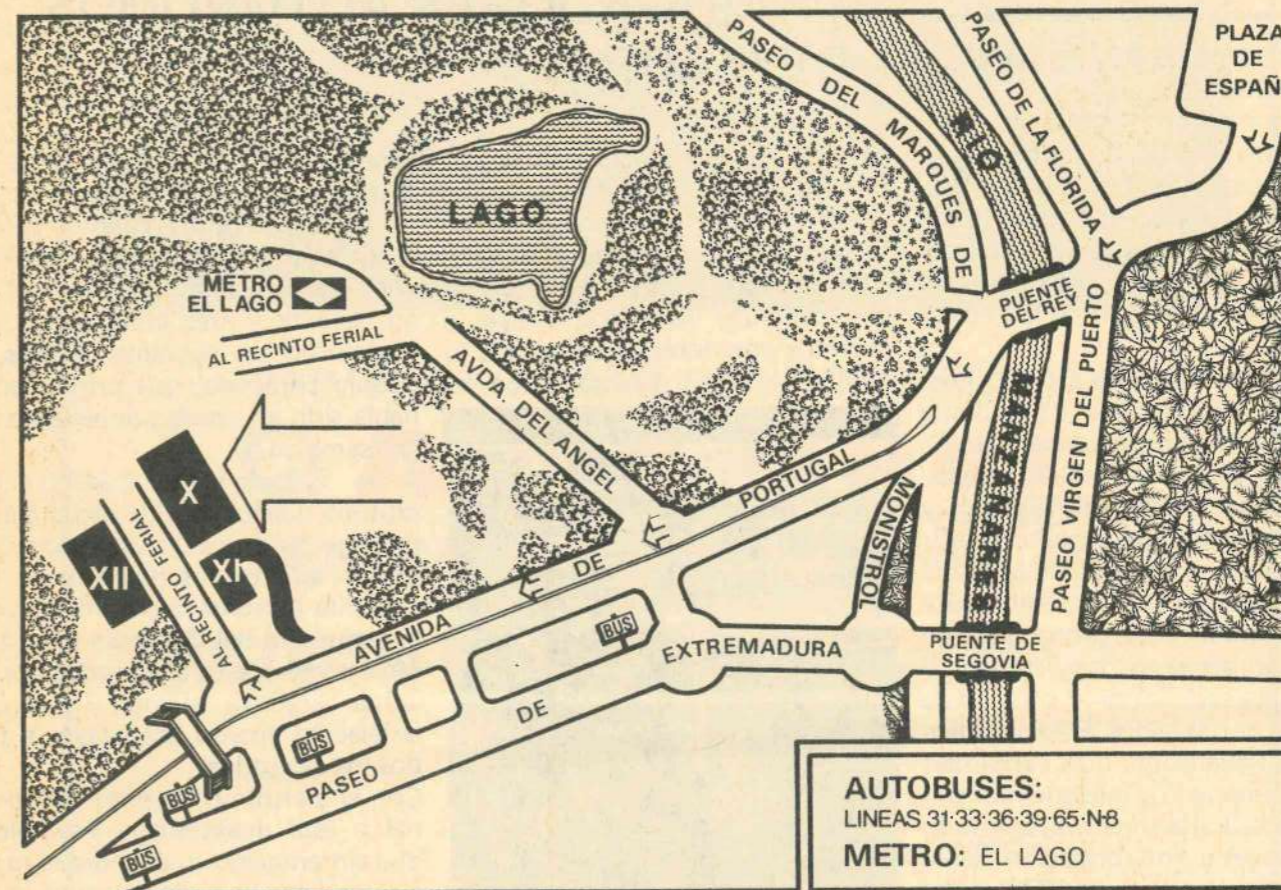 PLAZA
DE
ESPAÑ
PASEO DEL MARQUES DE MONISTROL
RIO MANZANARES
PASEO DE LA FLORIDA
LAGO
METRO
EL LAGO
AL RECINTO FERIAL
AVDA DEL ANGEL
PUENTE
DEL REY
PASEO VIRGEN DEL PUERTO
X
XI
XII
AL RECINTO FERIAL
AVENIDA DE PORTUGAL
BUS
BUS
BUS
BUS
PASEO DE EXTREMADURA
PUENTE DE
SEGOVIA
AUTOBUSES:
LINEAS 31·33·36·39·65·N-8
METRO: EL LAGO